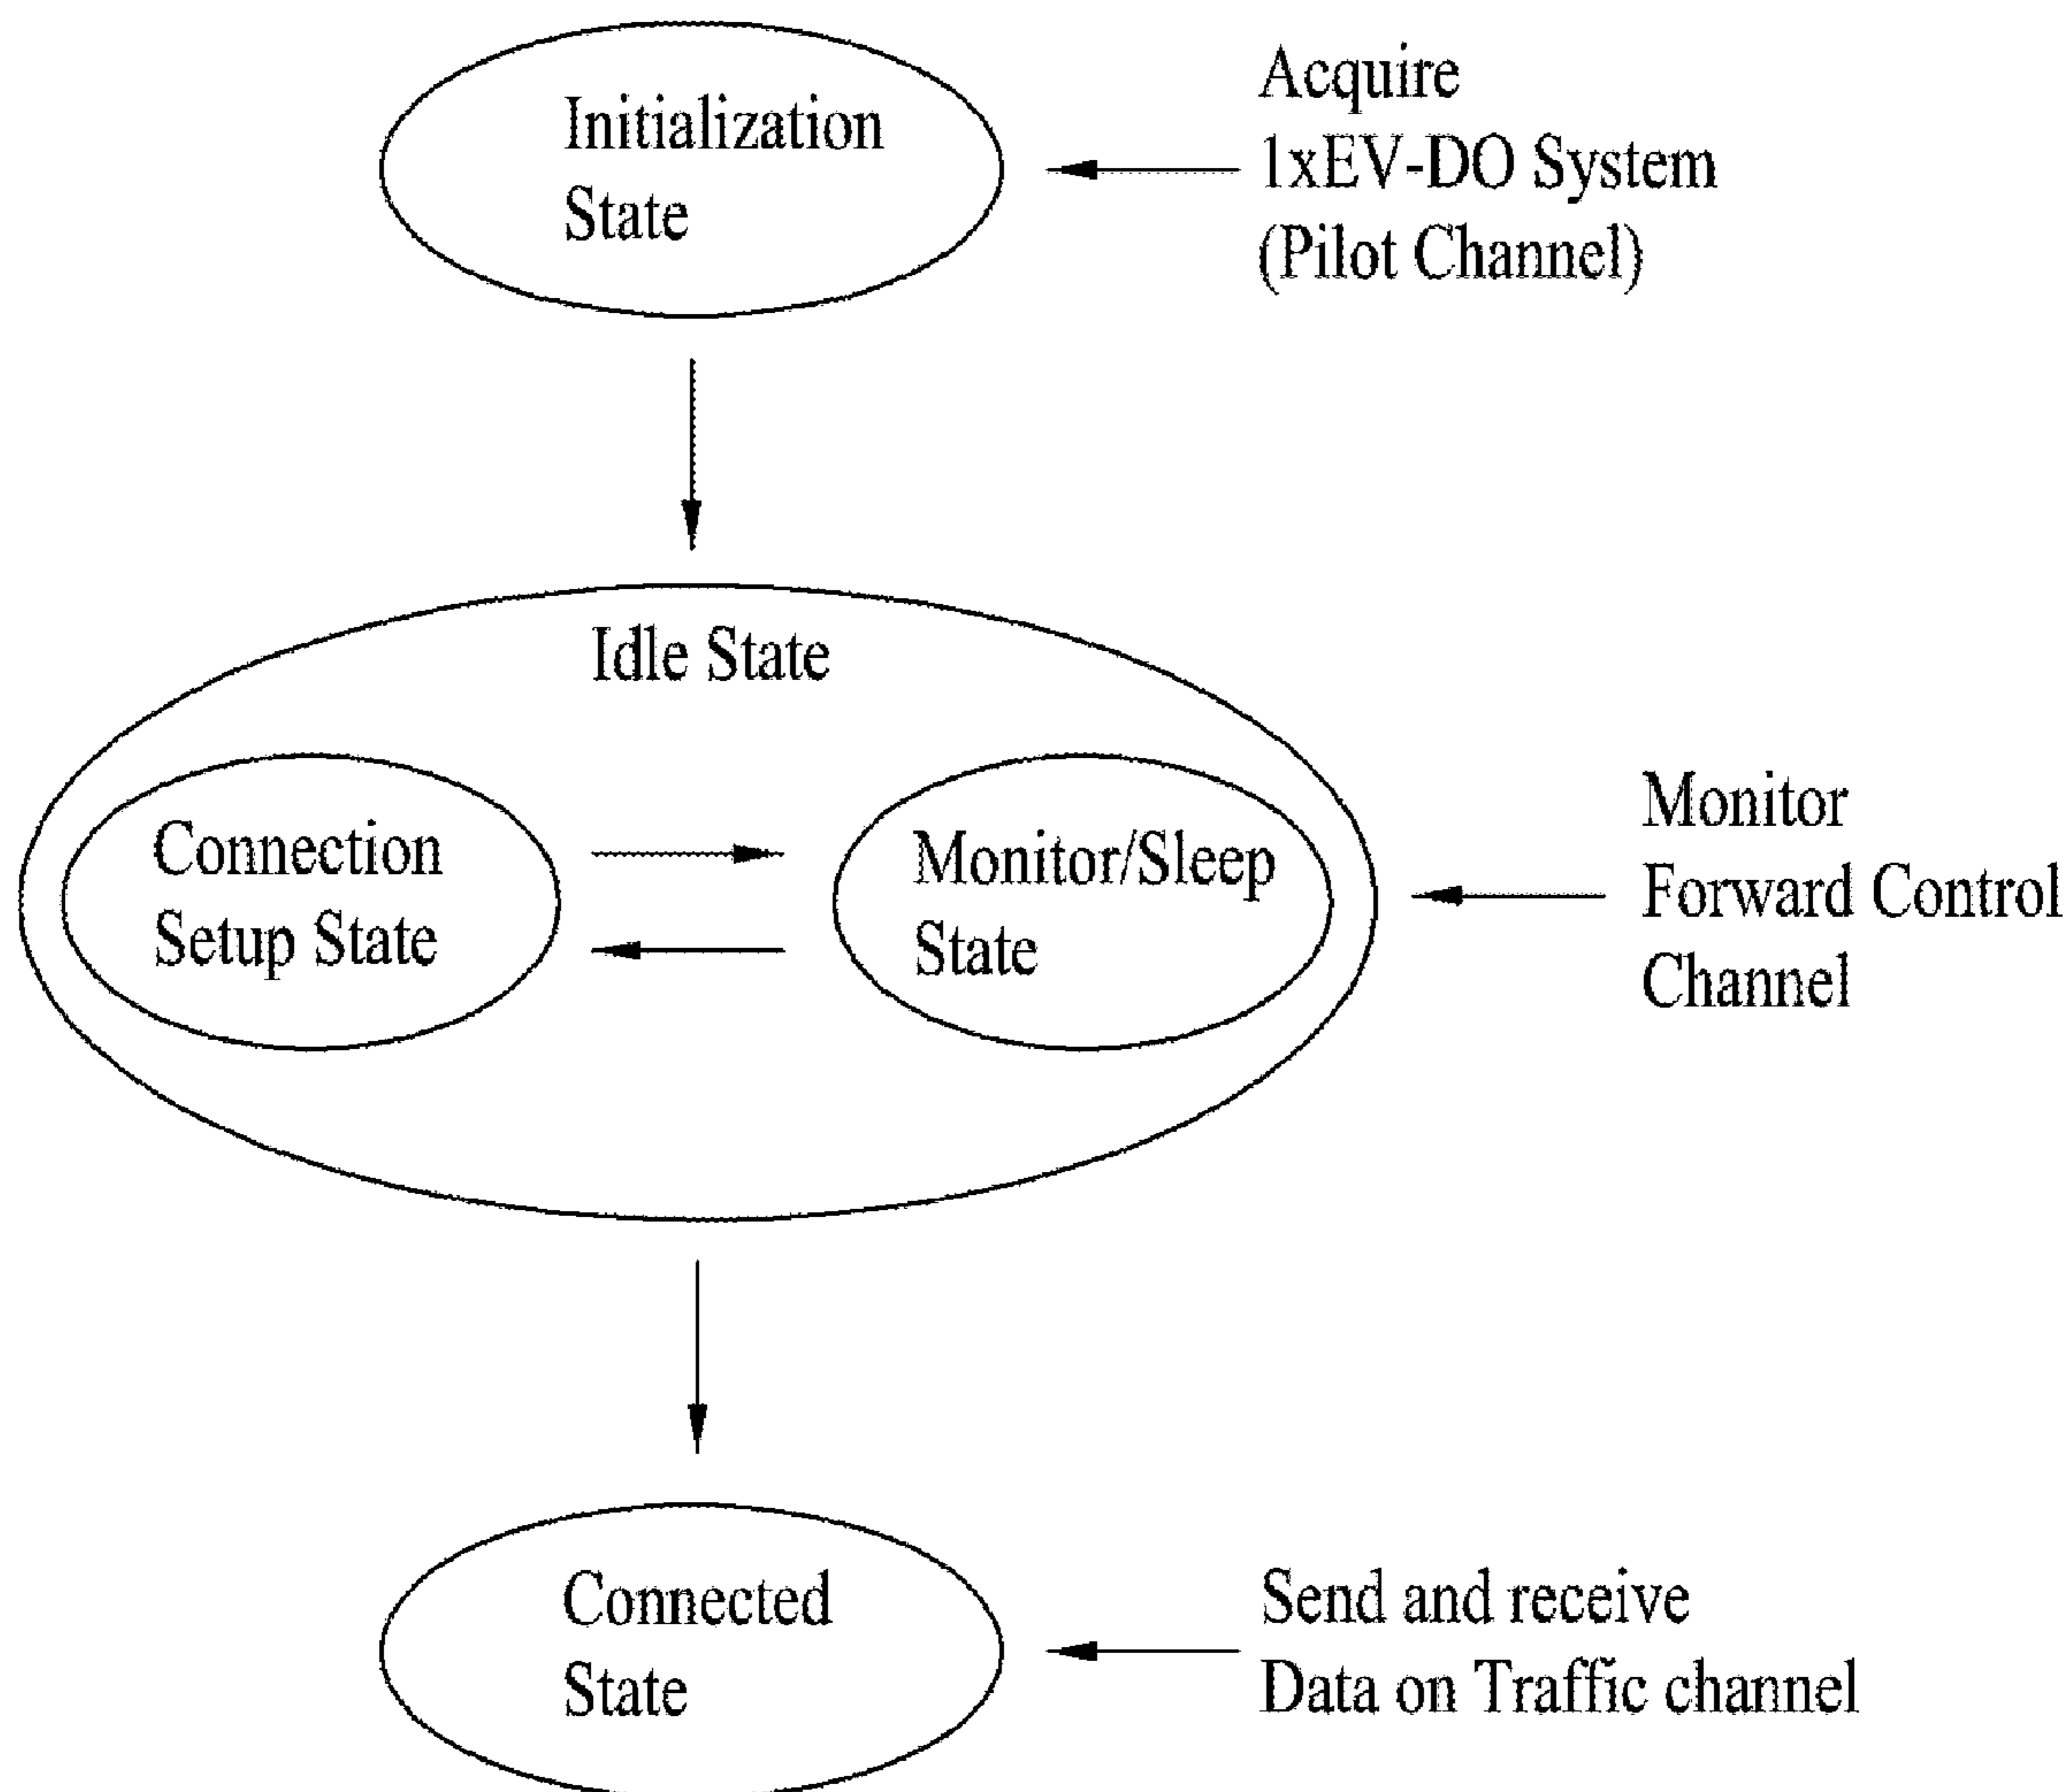 Initialization
State
Acquire
1xEV-DO System
(Pilot Channel)
Idle State
Connection
Setup State
Monitor/Sleep
State
Monitor
Forward Control
Channel
Connected
State
Send and receive
Data on Traffic channel